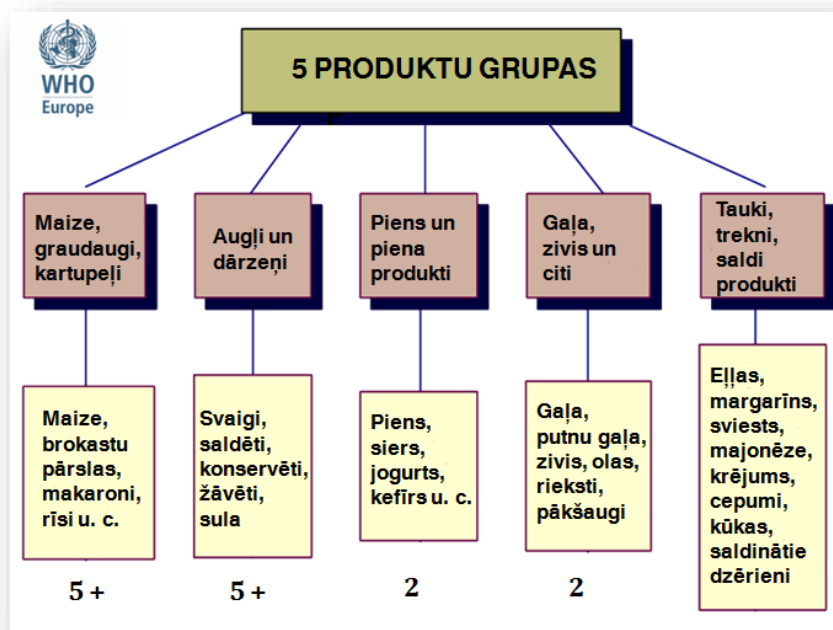 WHO
Europe
5 PRODUKTU GRUPAS
Maize,
graudaugi,
kartupeļi
Augļi un
dārzeņi
Piens un
piena
produkti
Gaļa,
zivis un
citi
Tauki,
trekni,
saldi
produkti
Maize,
brokastu
pārslas,
makaroni,
rīsi u. c.
Svaigi,
saldēti,
konservēti,
žāvēti,
sula
Piens,
siers,
jogurts,
kefīrs u. c.
Gaļa,
putnu gaļa,
zivis, olas,
rieksti,
pākšaugi
Eļļas,
margarīns,
sviests,
majonēze,
krējums,
cepumi,
kūkas,
saldinātie
dzērieni
5 +
5 +
2
2